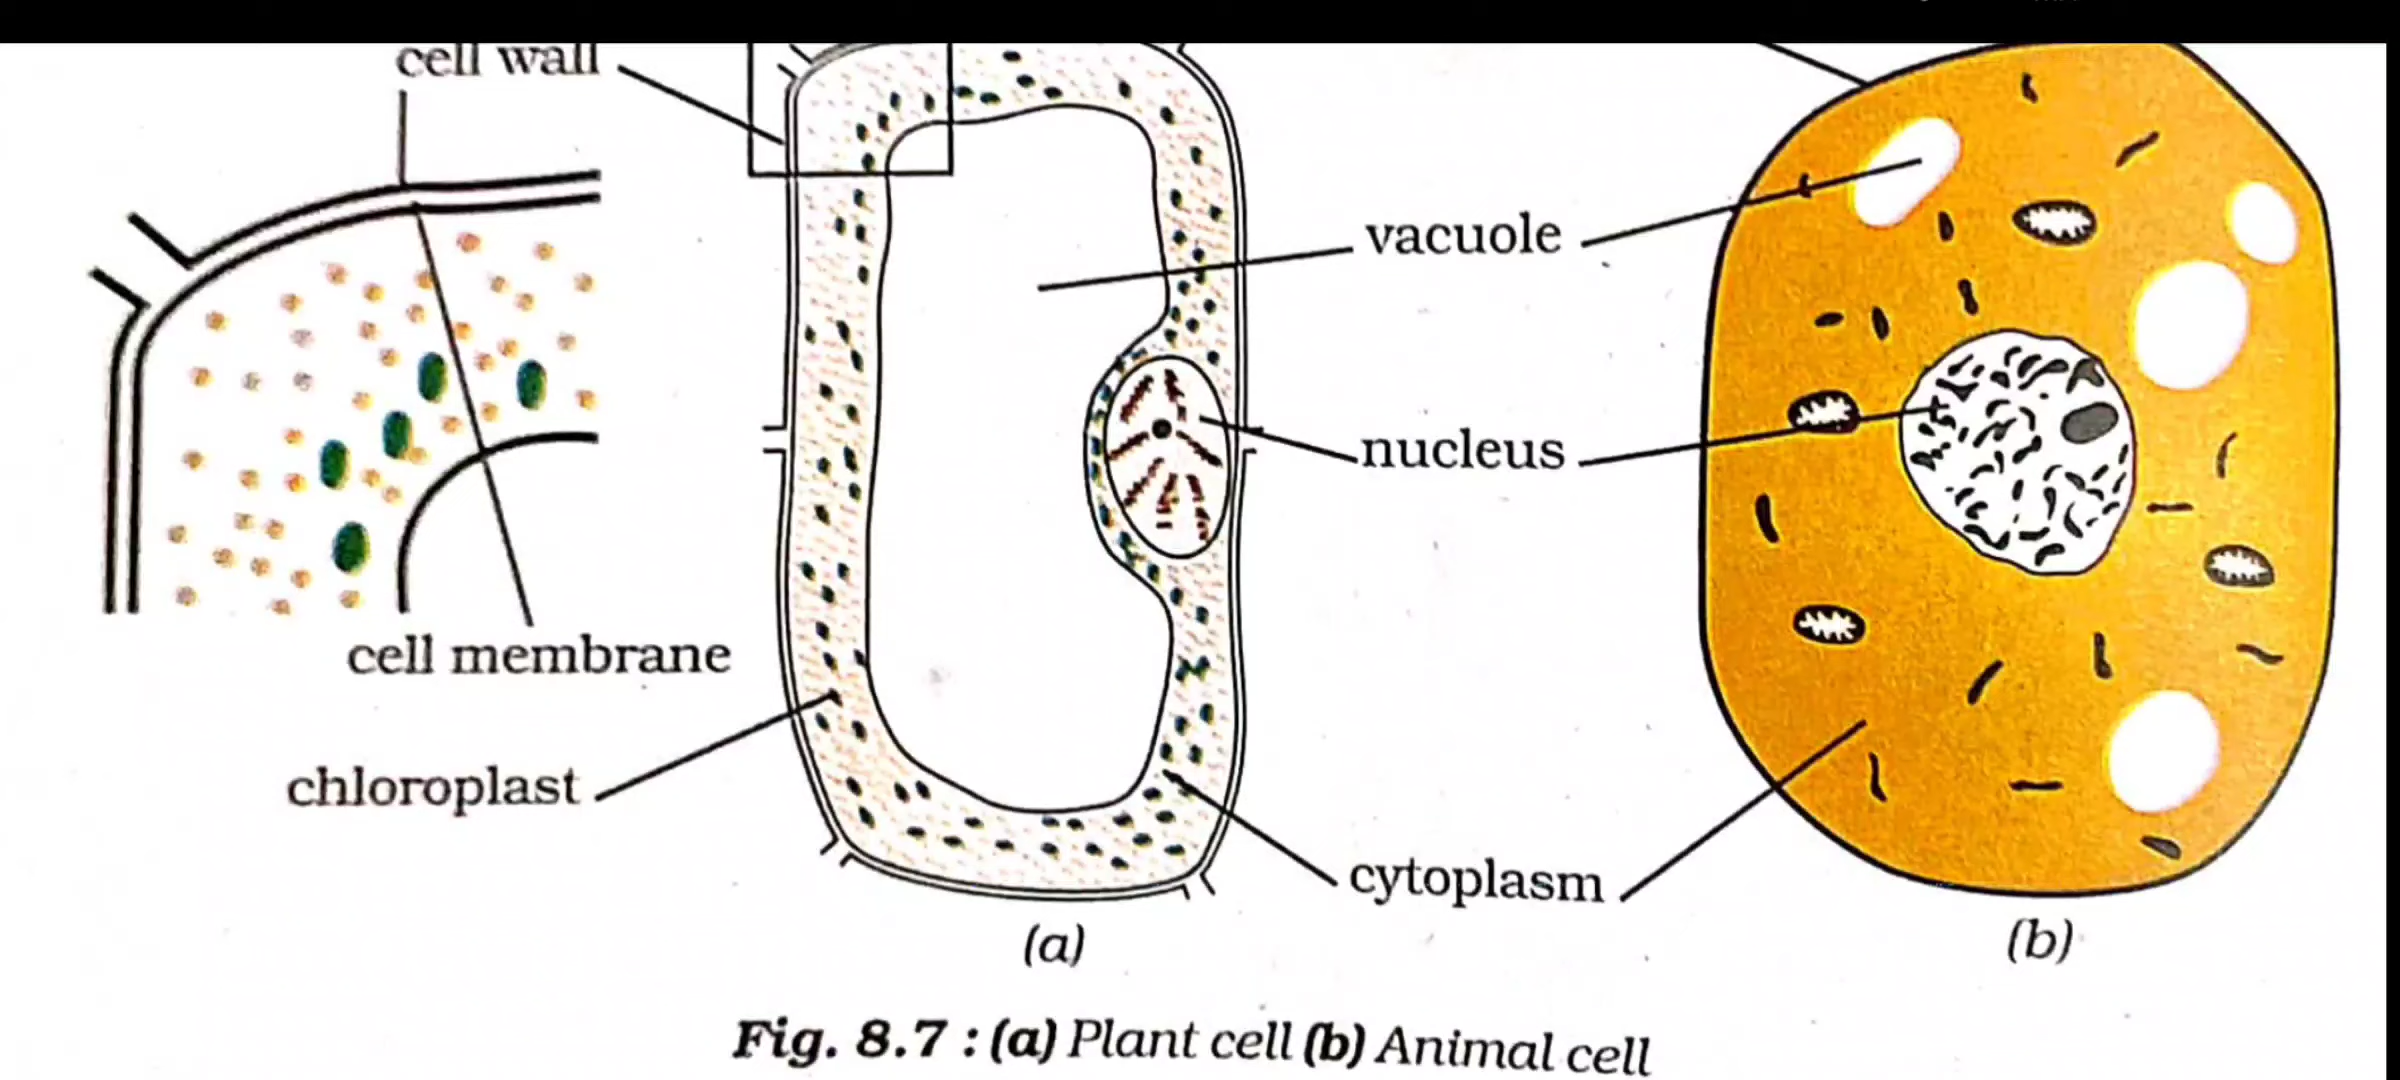 cell wall
vacuole
nucleus
cell membrane
chloroplast
cytoplasm
(a)
(b)
Fig. 8.7 : (a) Plant cell (b) Animal cell